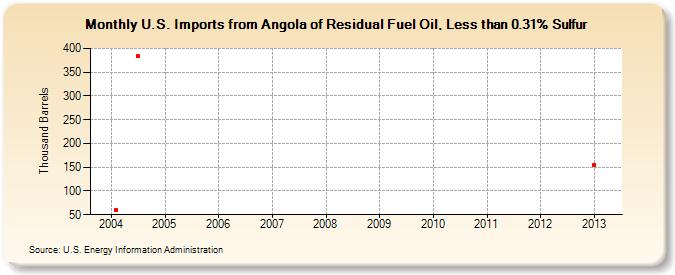 Monthly U.S. Imports from Angola of Residual Fuel Oil, Less than 0.31% Sulfur
Thousand Barrels
400
350
300
250
200
150
100
50
2004 2005 2006 2007 2008 2009 2010 2011 2012 2013
Source: U.S. Energy Information Administration